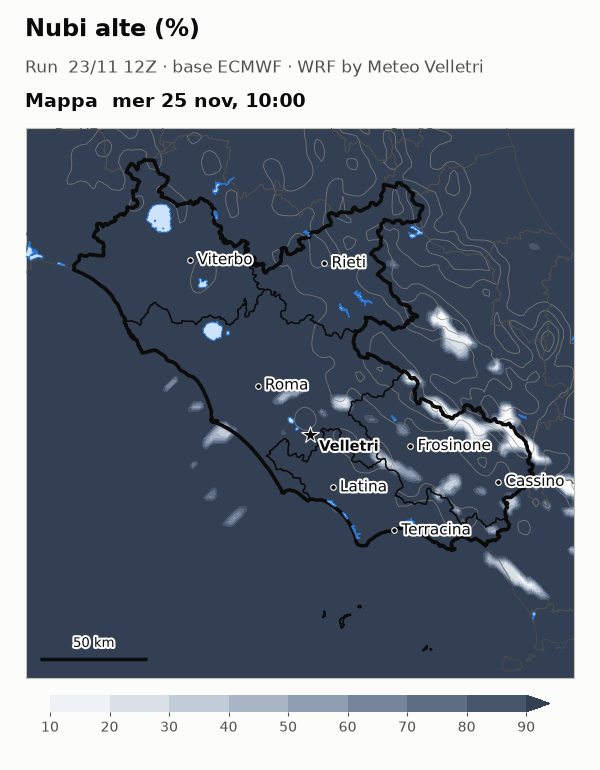 Nubi alte (%)
Run  23/11 12Z · base ECMWF · WRF by Meteo Velletri
Mappa  mer 25 nov, 10:00
Viterbo
Rieti
Roma
Velletri
Frosinone
Latina
Cassino
Terracina
50 km
10 20 30 40 50 60 70 80 90